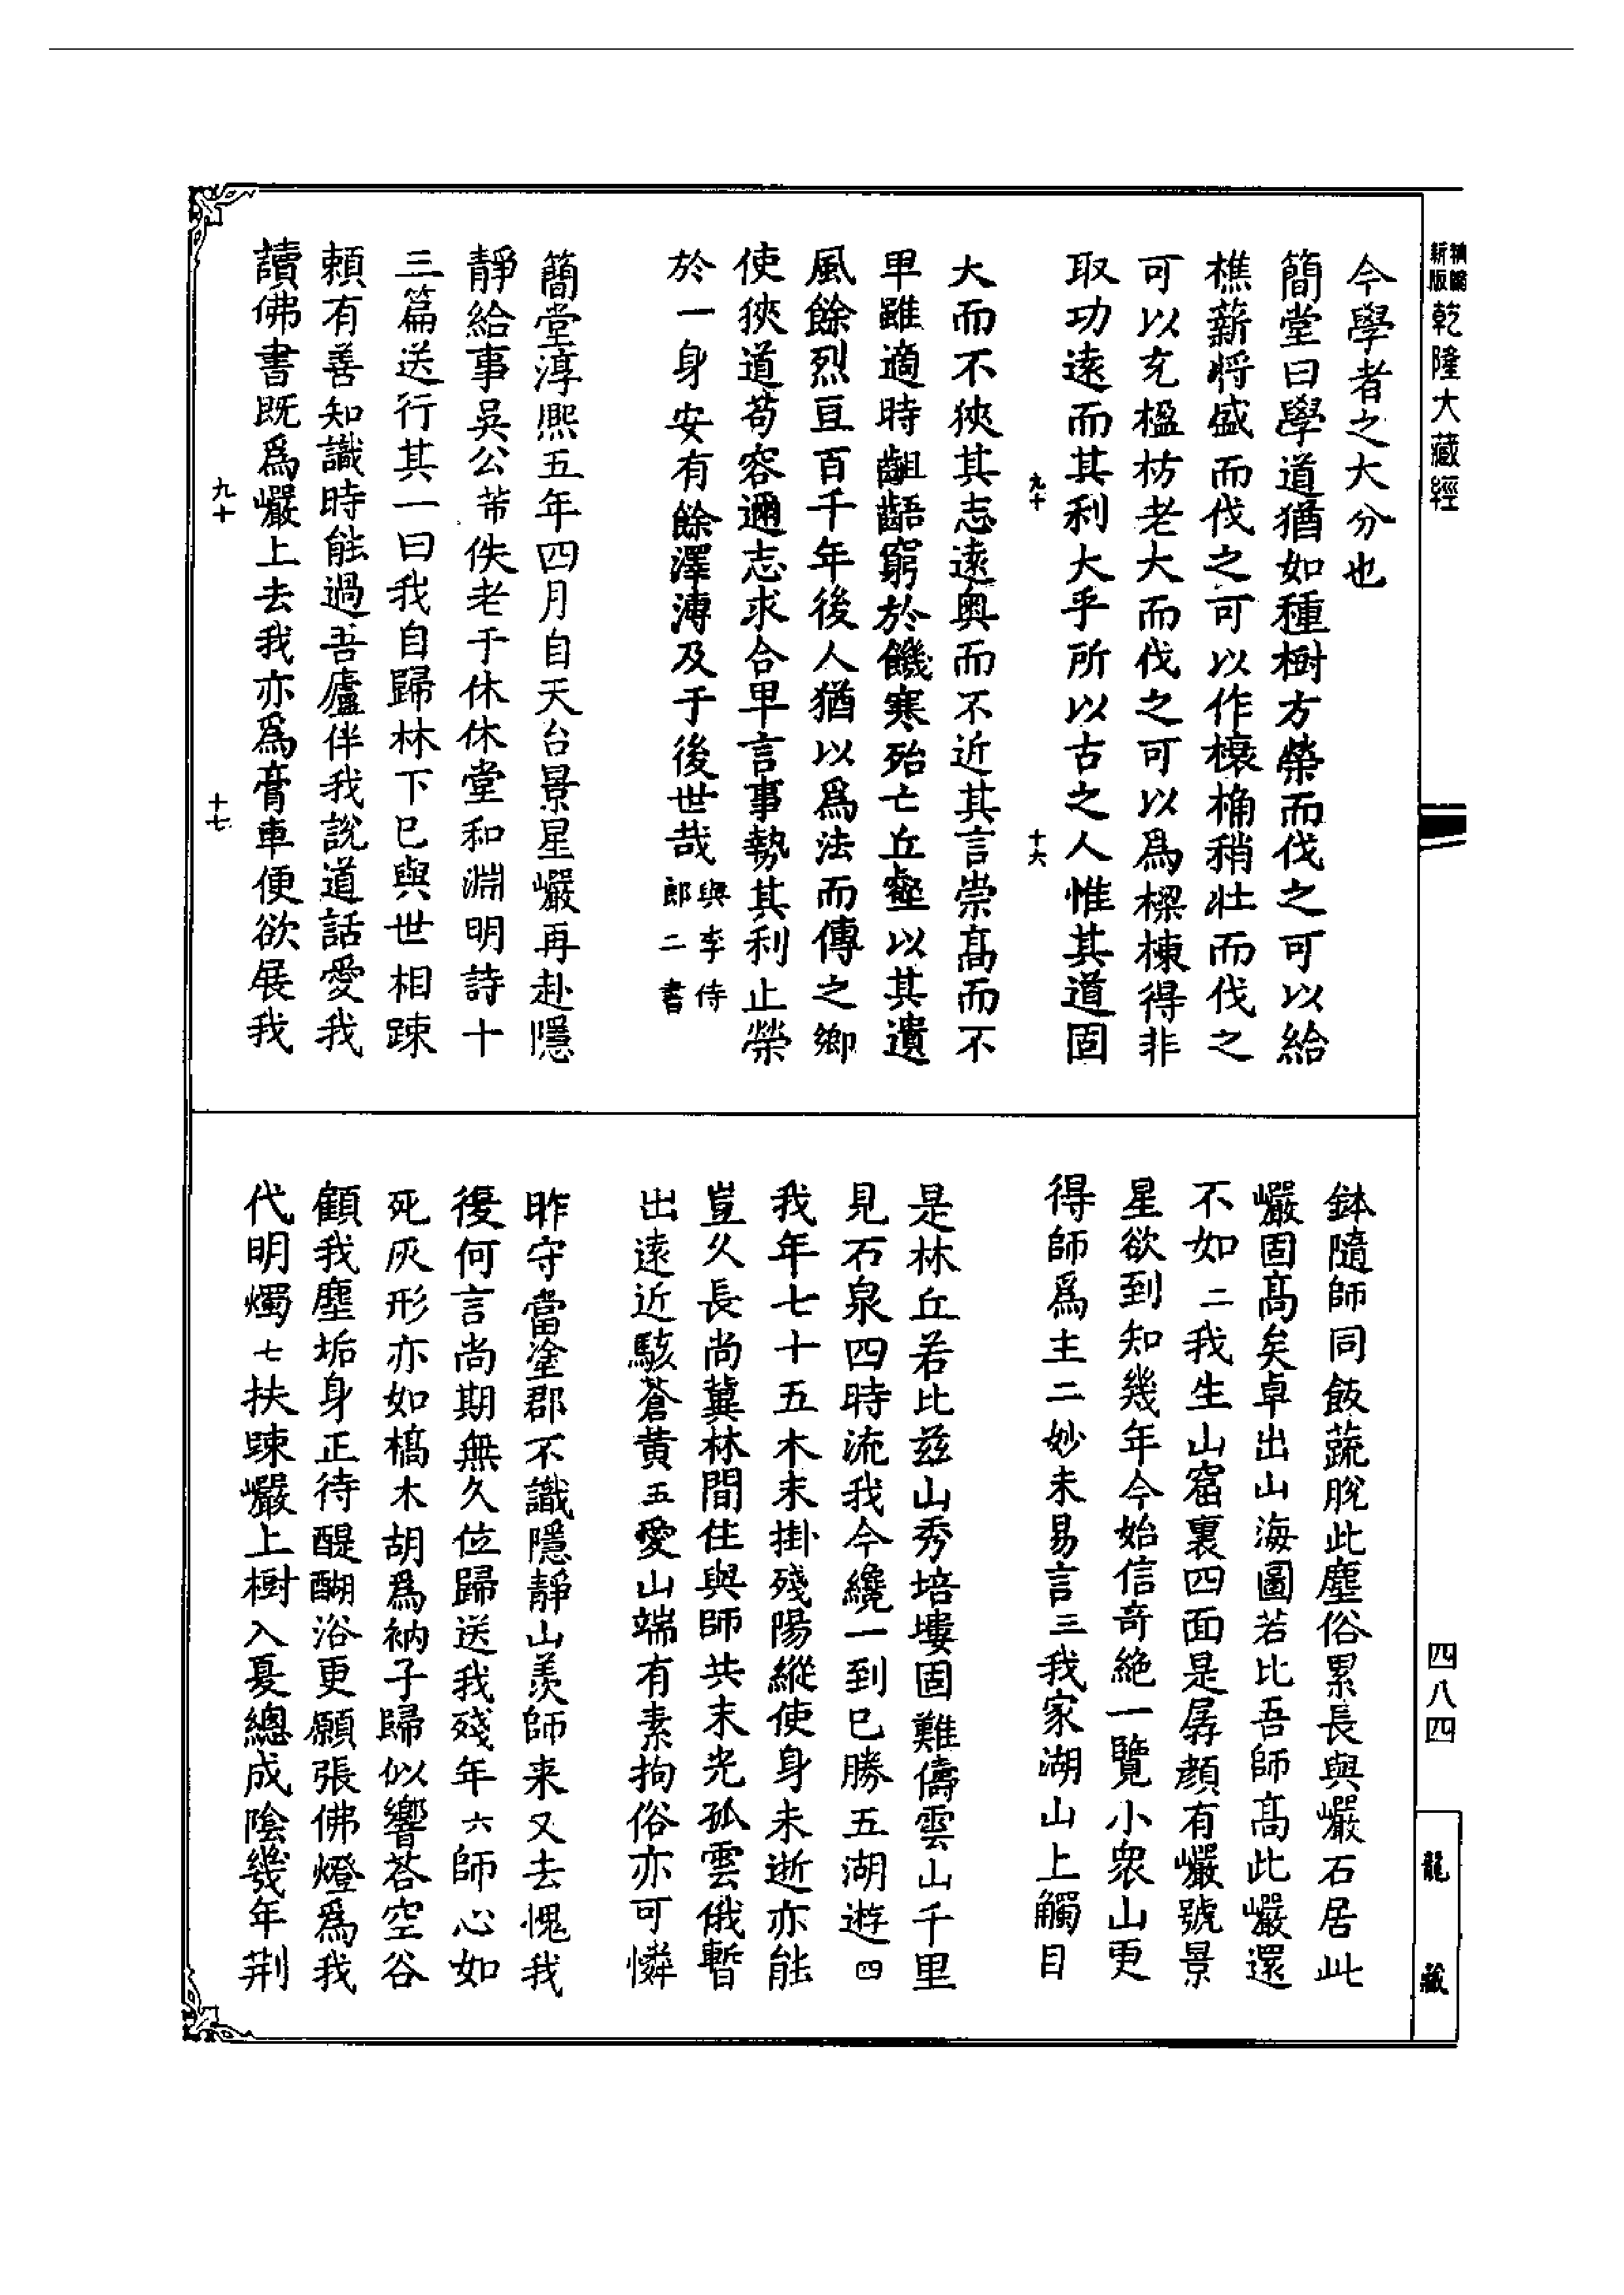 乾隆大藏經
今學者之大分也
簡堂曰學道猶如種樹方榮而伐之可以給
樵薪將盛而伐之可以作榱桷稍壯而伐之
可以充楹枋老大而伐之可以爲樑棟得非
取功遠而其利大乎所以古之人惟其道固
九十 十六
大而不狹其志遠奧而不近其言崇髙而不
卑雖適時齟齬窮於饑寒殆亡丘壑以其遺
風餘烈亘百千年後人猶以爲法而傳之鄉
使狹道苟容邇志求合卑言事勢其利止榮
於一身安有餘澤溥及于後世哉與李侍郎二書
簡堂淳熙五年四月自天台景星巖再赴隱
靜給事吳公芾佚老于休休堂和淵明詩十
三篇送行其一曰我自歸林下已與世相踈
頼有善知識時能過吾廬伴我說道話愛我
讀佛書既爲巖上去我亦爲膏車便欲展我
九十 十七
鉢隨師同飯蔬脫此塵俗累長與巖石居此
巖固髙矣卓出山海圖若比吾師髙此巖還
不如二我生山窟裏四面是孱顔有巖號景
星欲到知幾年今始信奇絶一覽小衆山更
得師爲主二妙未易言三我家湖山上觸目
是林丘若比茲山秀培塿固難儔雲山千里
見石泉四時流我今纔一到已勝五湖遊四
我年七十五木末掛殘陽縱使身未逝亦能
豈久長尚冀林間住與師共末光孤雲俄暫
出遠近駭蒼黃五愛山端有素拘俗亦可憐
昨守當塗郡不識隱靜山羨師来又去愧我
復何言尚期無久位歸送我殘年六師心如
死灰形亦如槁木胡爲衲子歸似響荅空谷
顧我塵垢身正待醍醐浴更願張佛燈爲我
代明燭七扶踈巖上樹入夏總成陰幾年荆
四八四
龍藏